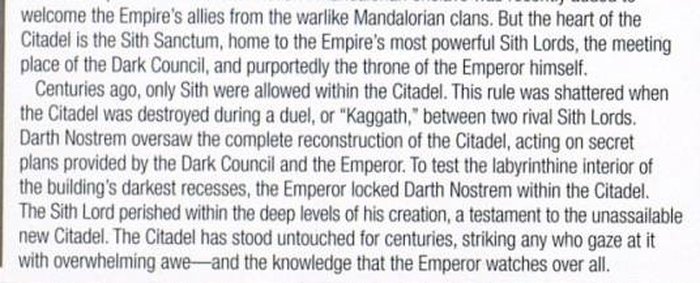 welcome the Empire's allies from the warlike Mandalorian clans. But the heart of the
Citadel is the Sith Sanctum, home to the Empire's most powerful Sith Lords, the meeting
place of the Dark Council, and purportedly the throne of the Emperor himself.
Centuries ago, only Sith were allowed within the Citadel. This rule was shattered when
the Citadel was destroyed during a duel, or “Kaggath,” between two rival Sith Lords.
Darth Nostrem oversaw the complete reconstruction of the Citadel, acting on secret
plans provided by the Dark Council and the Emperor. To test the labyrinthine interior of
the building's darkest recesses, the Emperor locked Darth Nostrem within the Citadel.
The Sith Lord perished within the deep levels of his creation, a testament to the unassailable
new Citadel. The Citadel has stood untouched for centuries, striking any who gaze at it
with overwhelming awe—and the knowledge that the Emperor watches over all.